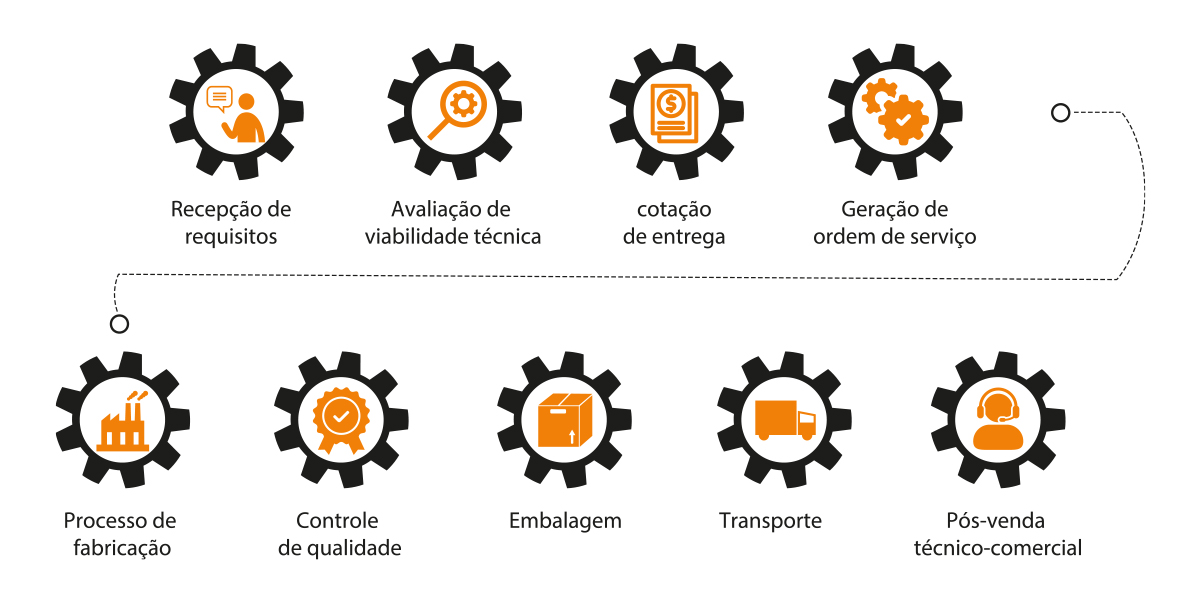 Recepção de
requisitos
Avaliação de
viabilidade técnica
cotação
de entrega
Geração de
ordem de serviço
Processo de
fabricação
Controle
de qualidade
Embalagem
Transporte
Pós-venda
técnico-comercial